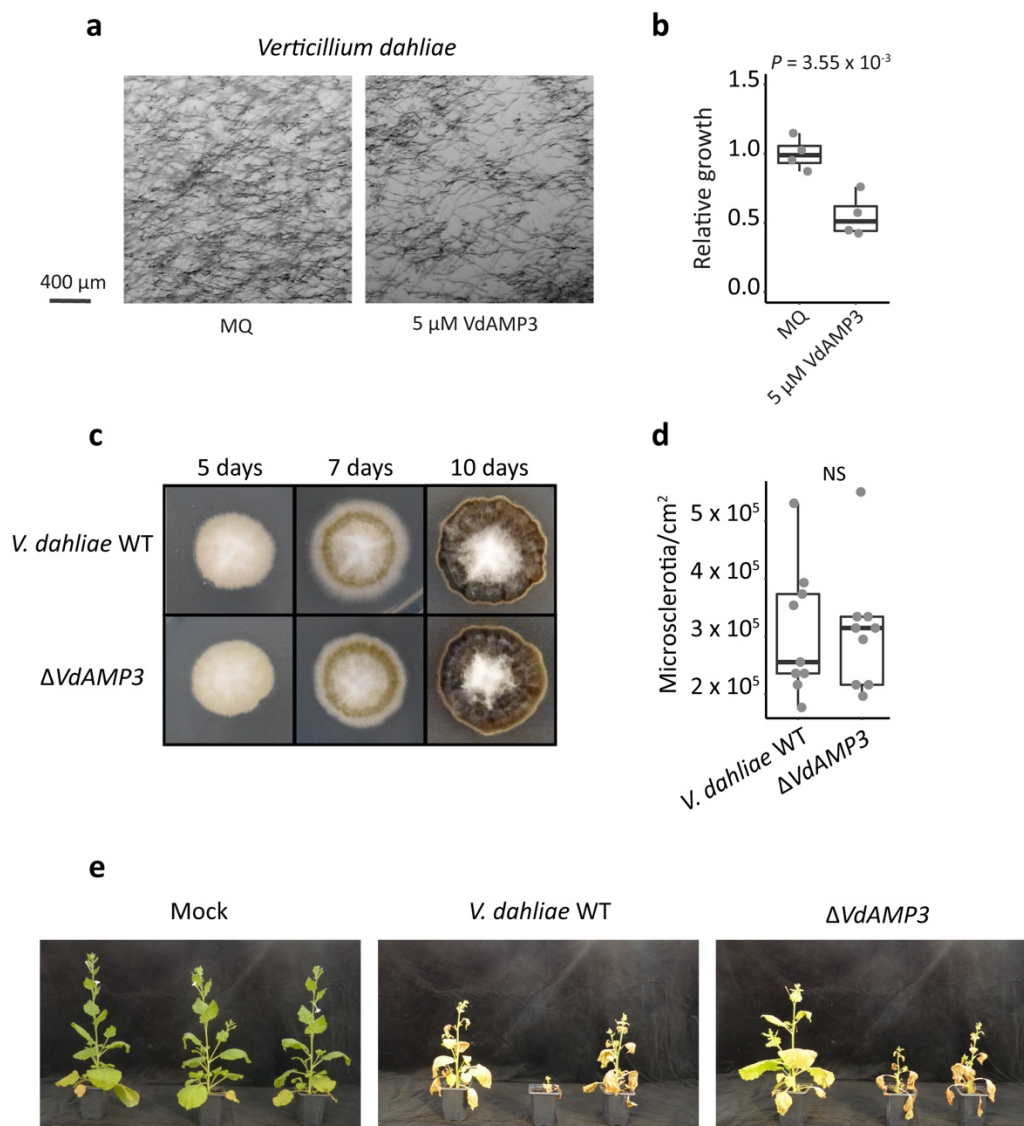 a
Verticillium dahliae
400 µm
MQ
5 µM VdAMP3
b
P = 3.55 x 10⁻³
Relative growth
1.5
1.0
0.5
0.0
MQ
5 µM VdAMP3
c
5 days
7 days
10 days
V. dahliae WT
ΔVdAMP3
d
NS
Microsclerotia/cm²
5 x 10⁵
4 x 10⁵
3 x 10⁵
2 x 10⁵
V. dahliae WT
ΔVdAMP3
e
Mock
V. dahliae WT
ΔVdAMP3